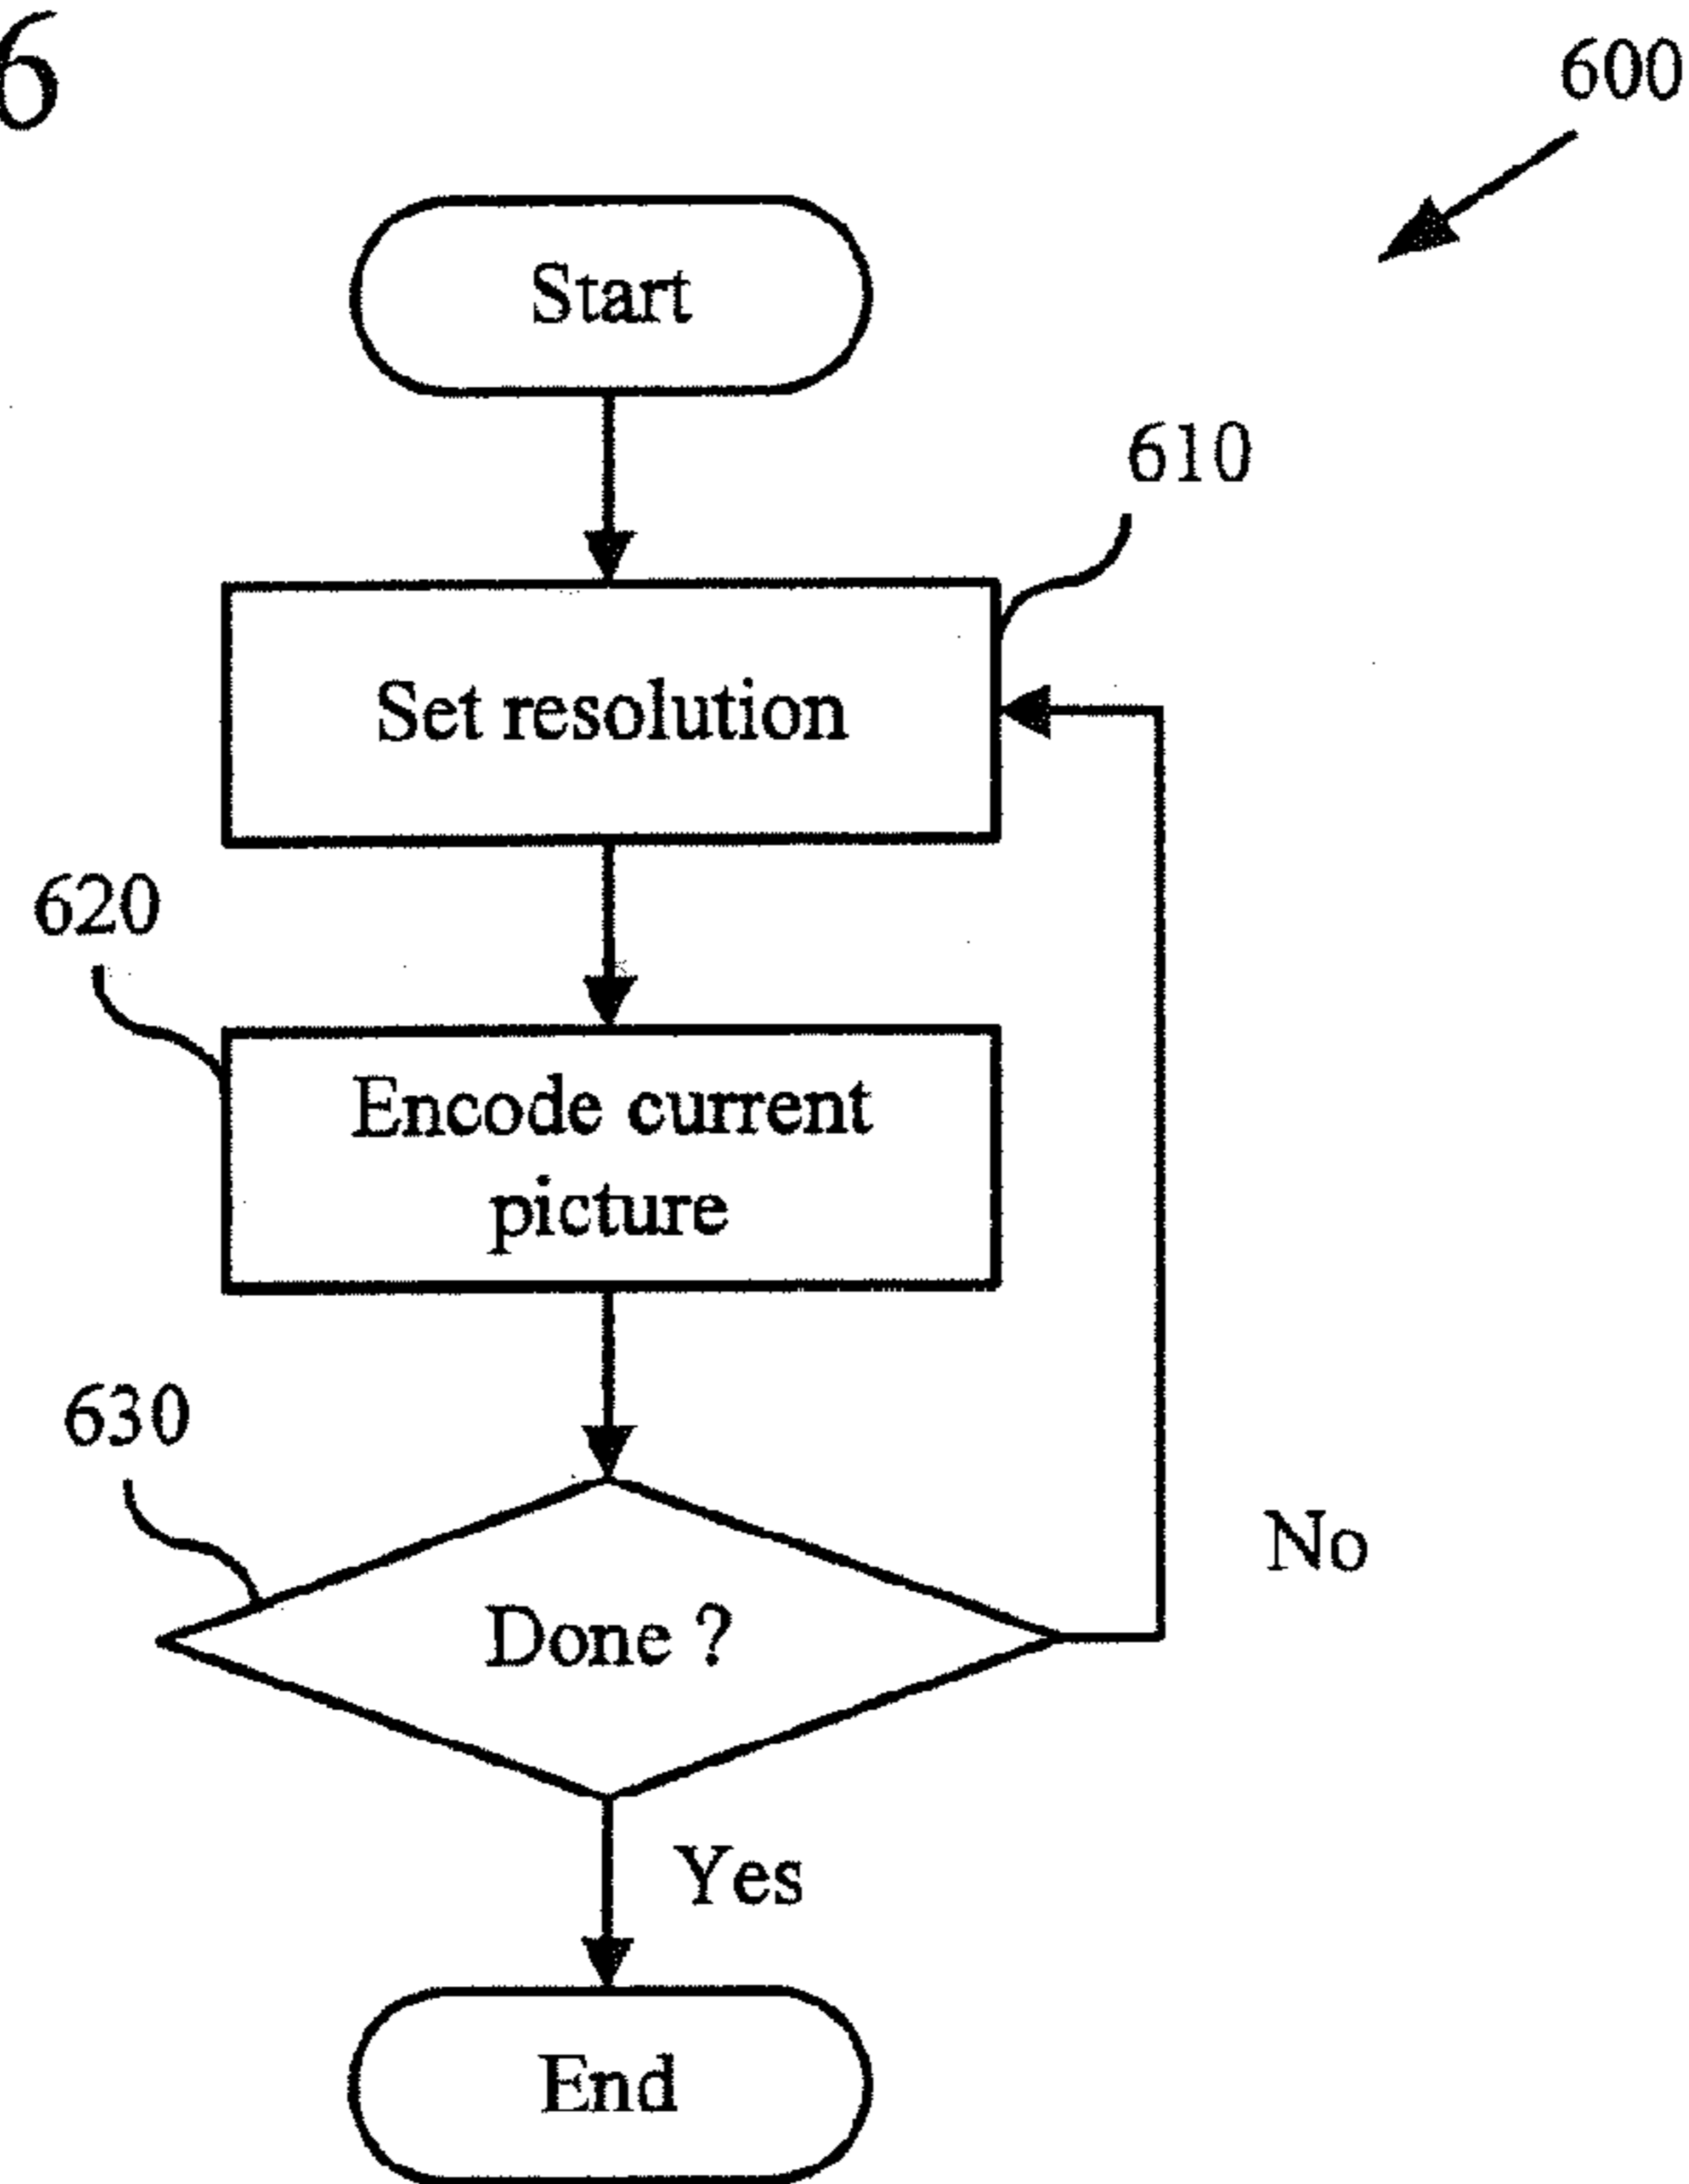 6
600
Start
610
Set resolution
620
Encode current
picture
630
Done ?
No
Yes
End